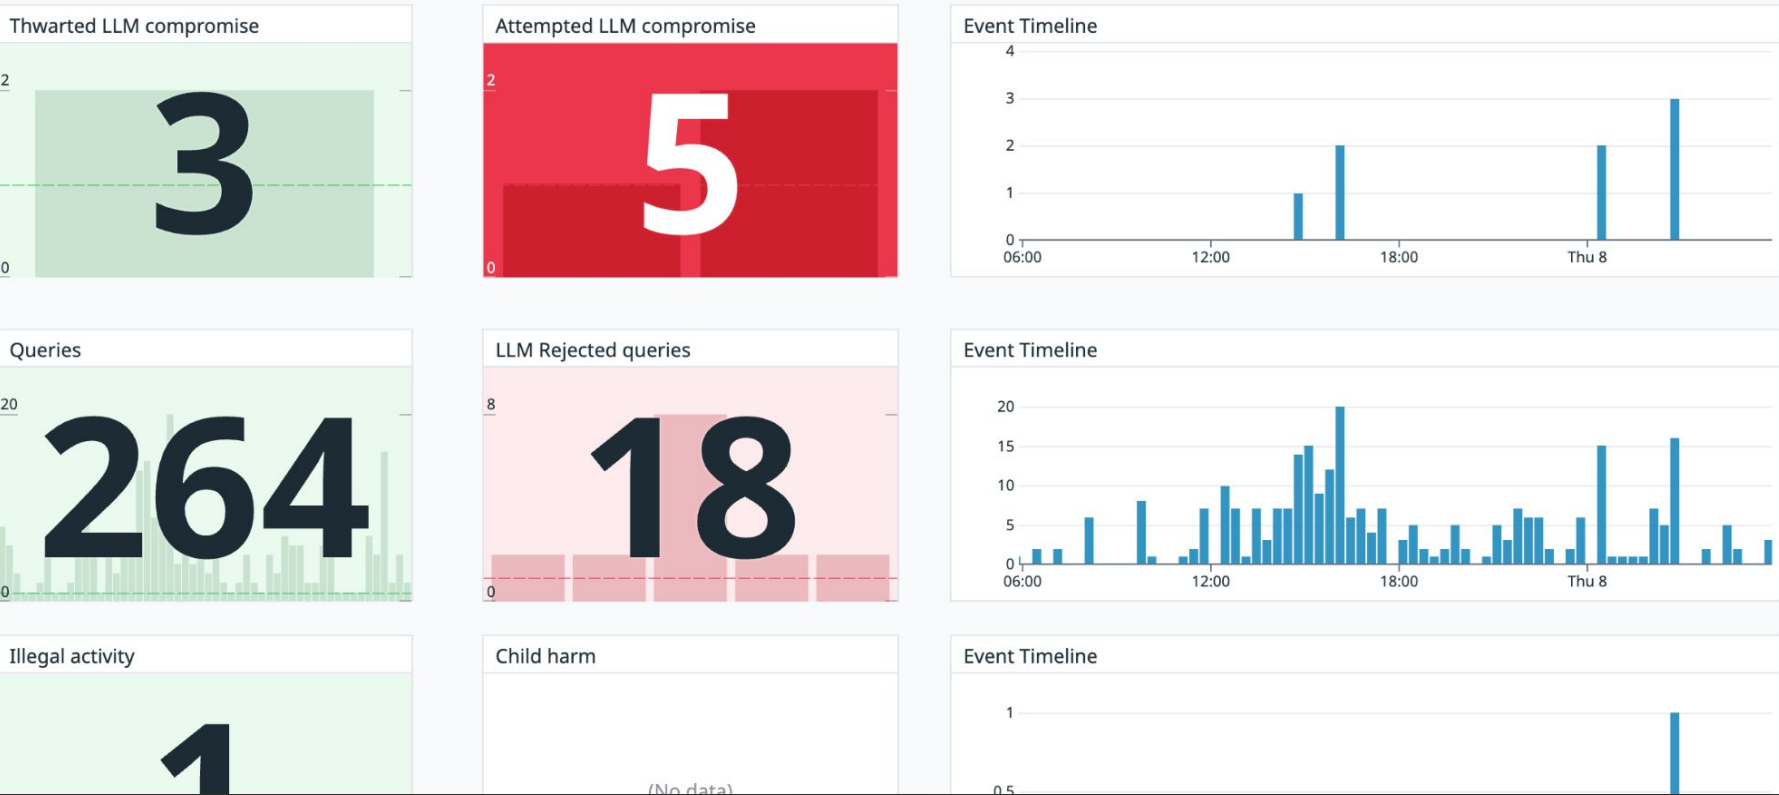 Thwarted LLM compromise
2
3
0
Attempted LLM compromise
2
5
0
Event Timeline
4
3
2
1
0
06:00 12:00 18:00 Thu 8
Queries
20
264
0
LLM Rejected queries
8
18
0
Event Timeline
20
15
10
5
0
06:00 12:00 18:00 Thu 8
Illegal activity
1
Child harm
(No data)
Event Timeline
1
0.5